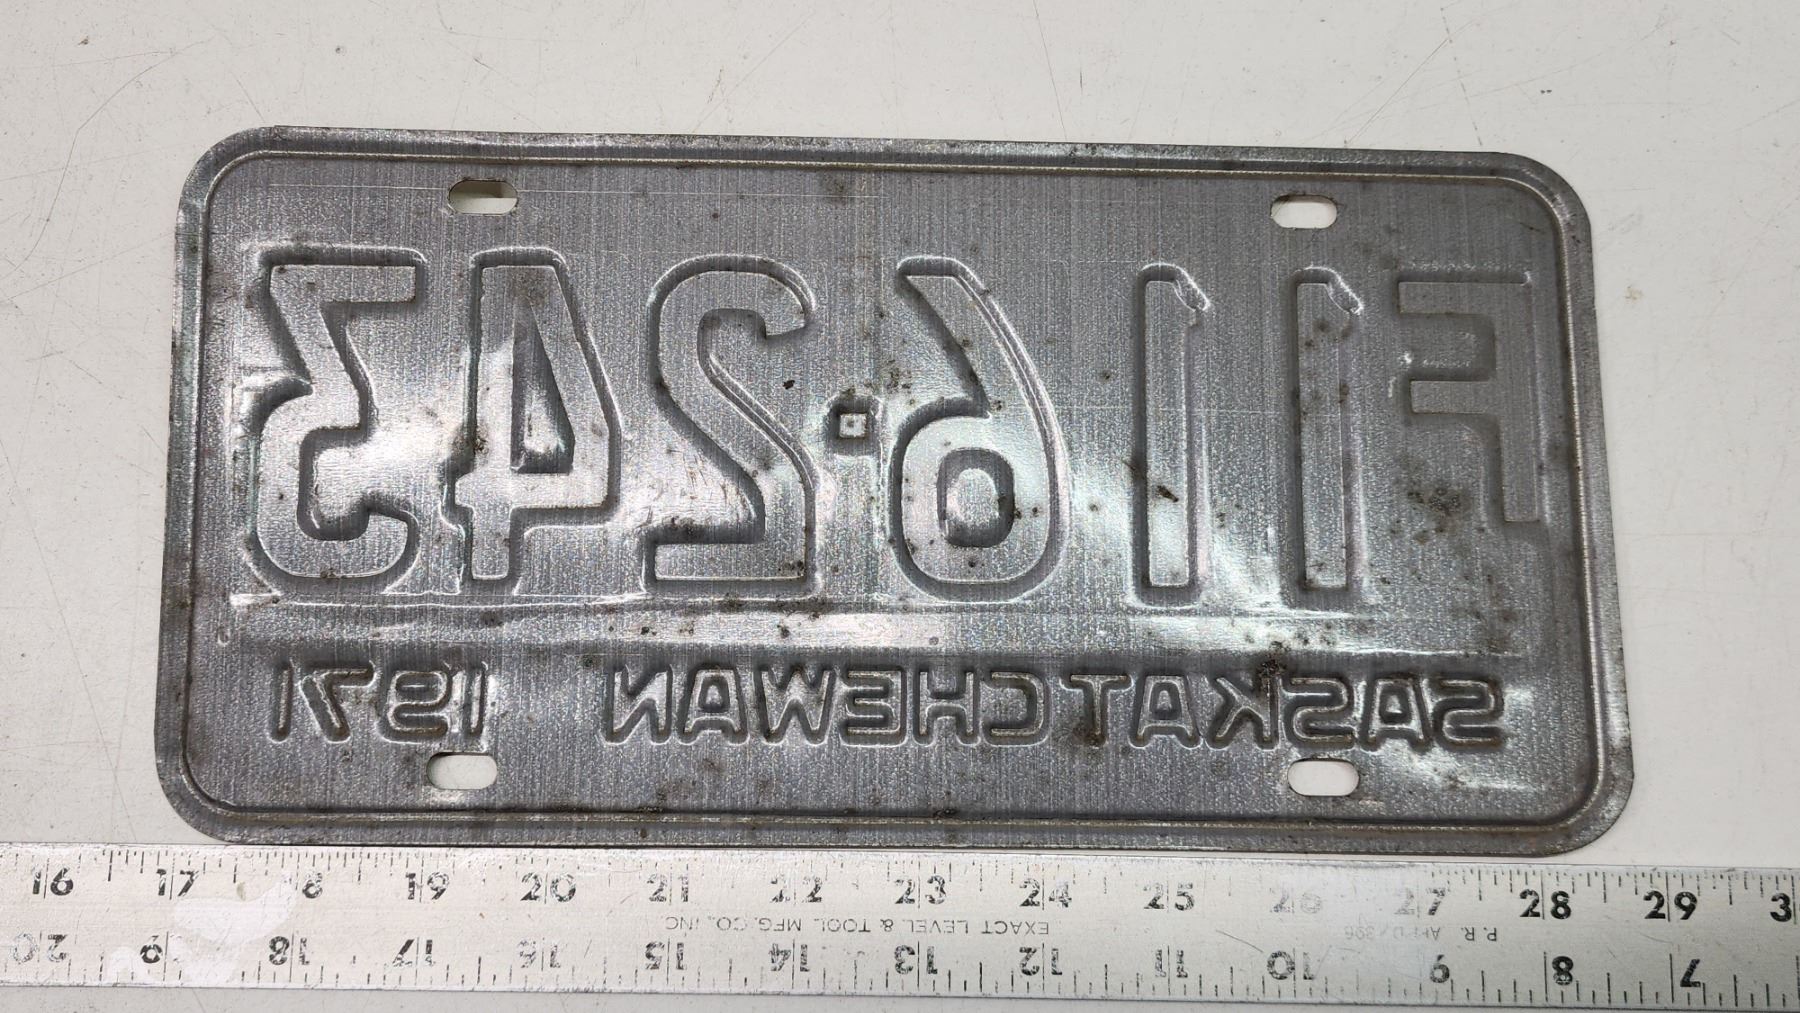 F116·243
SASKATCHEWAN 1971
16 17 18 19 20 21 22 23 24 25 26 27 28 29 3
EXACT LEVEL & TOOL MFG. CO., INC.
P. R.
20 19 18 17 16 15 14 13 12 11 10 9 8 7